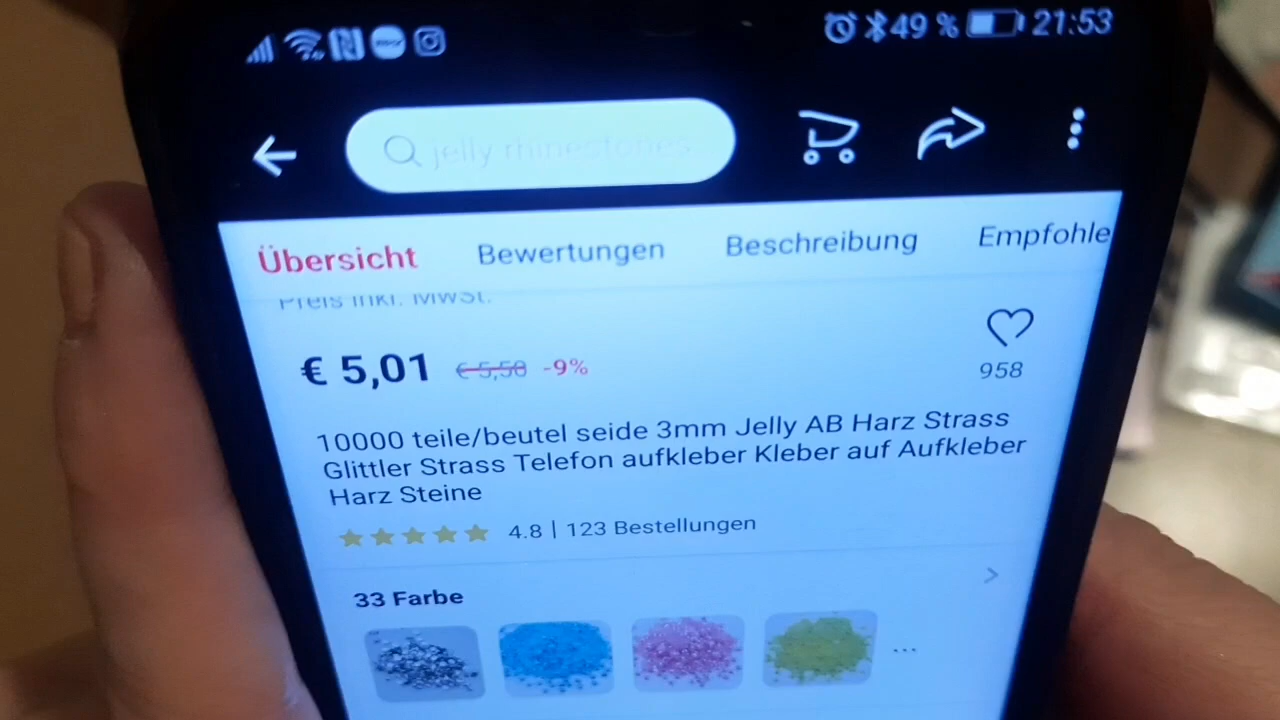 49 % 21:53
jelly rhinestones
Übersicht Bewertungen Beschreibung Empfohle
Preis inkl. MwSt.
€ 5,01 € 5,50 -9%
958
10000 teile/beutel seide 3mm Jelly AB Harz Strass
Glittler Strass Telefon aufkleber Kleber auf Aufkleber
Harz Steine
4.8 | 123 Bestellungen
33 Farbe
...